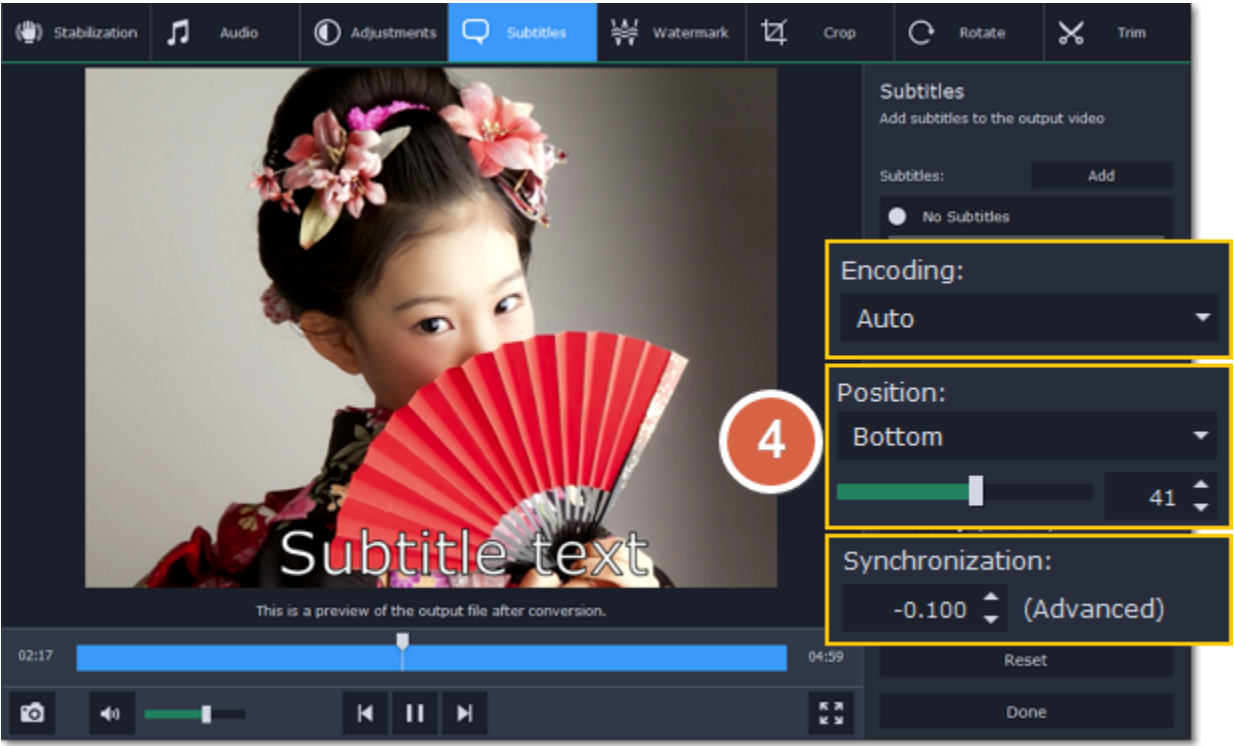 Stabilization
Audio
Adjustments
Subtitles
Watermark
Crop
Rotate
Trim
Subtitles
Add subtitles to the output video
Subtitles:
Add
No Subtitles
Encoding:
Auto
4
Position:
Bottom
41
Synchronization:
-0.100
(Advanced)
Subtitle text
This is a preview of the output file after conversion.
02:17
04:59
Reset
Done